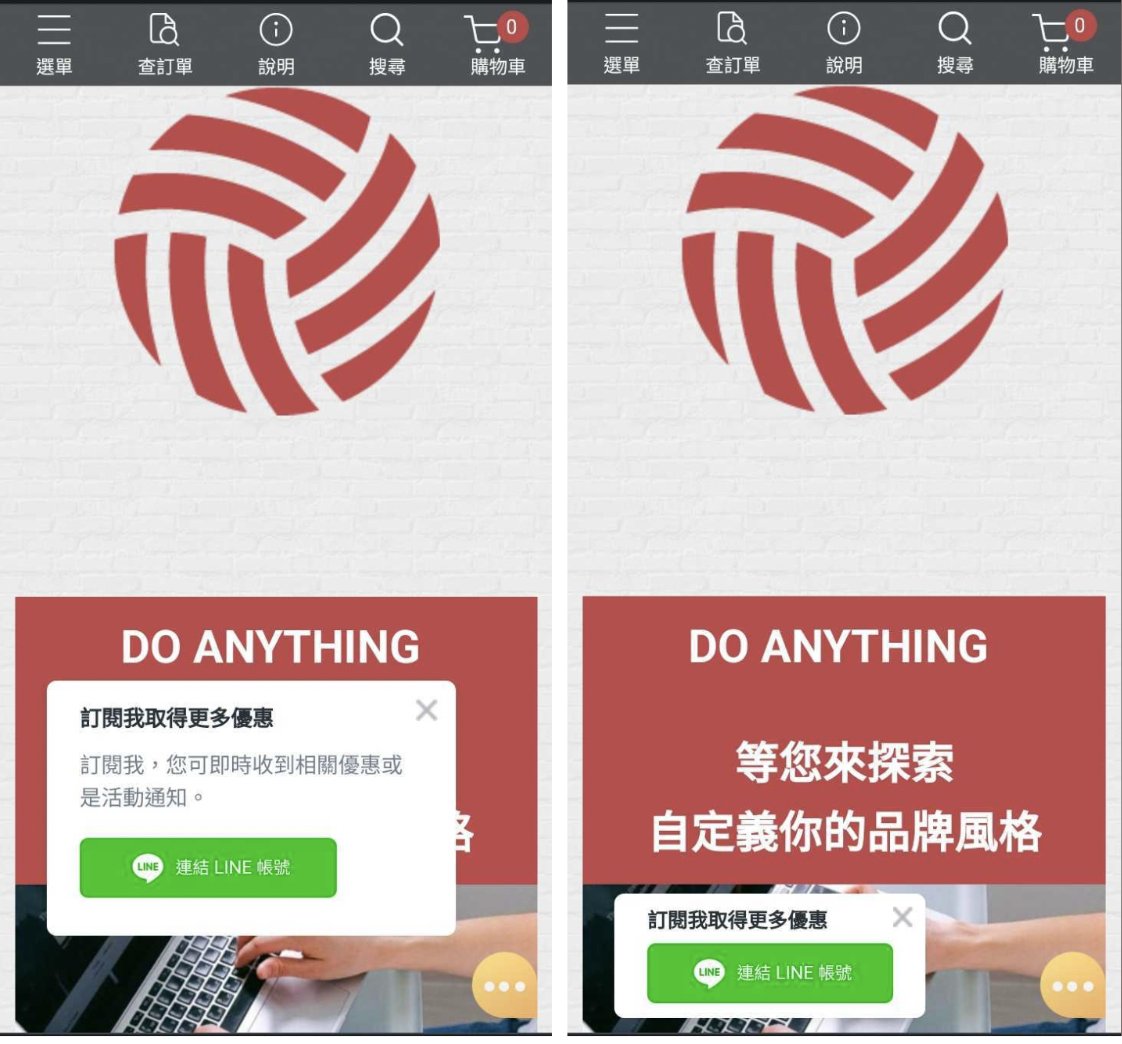 選單 查訂單 說明 搜尋 購物車 0
DO ANYTHING
訂閱我取得更多優惠
訂閱我，您可即時收到相關優惠或
是活動通知。
格
LINE 連結 LINE 帳號
選單 查訂單 說明 搜尋 購物車 0
DO ANYTHING
等您來探索
自定義你的品牌風格
訂閱我取得更多優惠
LINE 連結 LINE 帳號